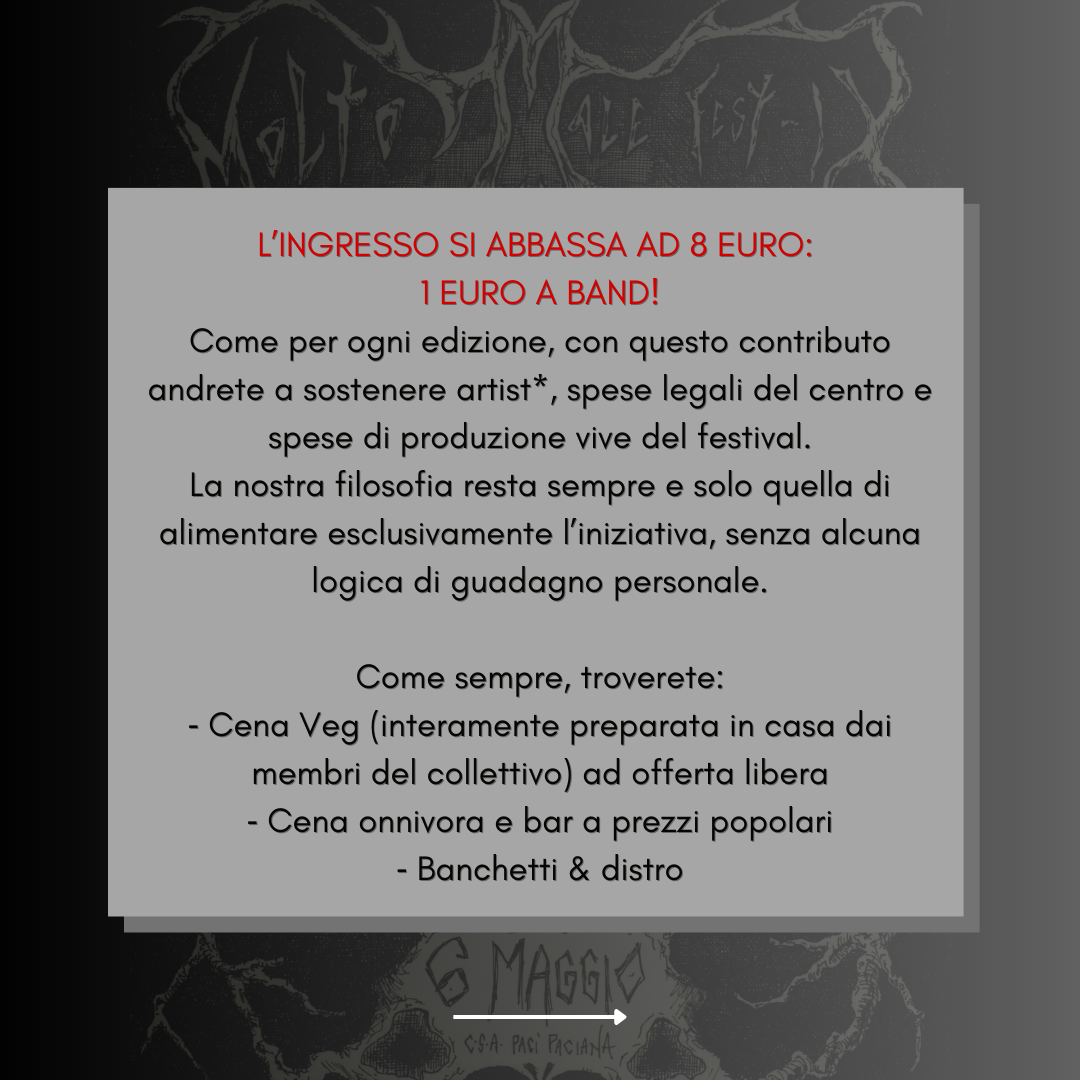 MOLTO MALE FEST - IX
L'INGRESSO SI ABBASSA AD 8 EURO:
1 EURO A BAND!
Come per ogni edizione, con questo contributo
andrete a sostenere artist*, spese legali del centro e
spese di produzione vive del festival.
La nostra filosofia resta sempre e solo quella di
alimentare esclusivamente l'iniziativa, senza alcuna
logica di guadagno personale.
Come sempre, troverete:
- Cena Veg (interamente preparata in casa dai
membri del collettivo) ad offerta libera
- Cena onnivora e bar a prezzi popolari
- Banchetti & distro
6 MAGGIO
C.S.A. PACÌ PACIANA